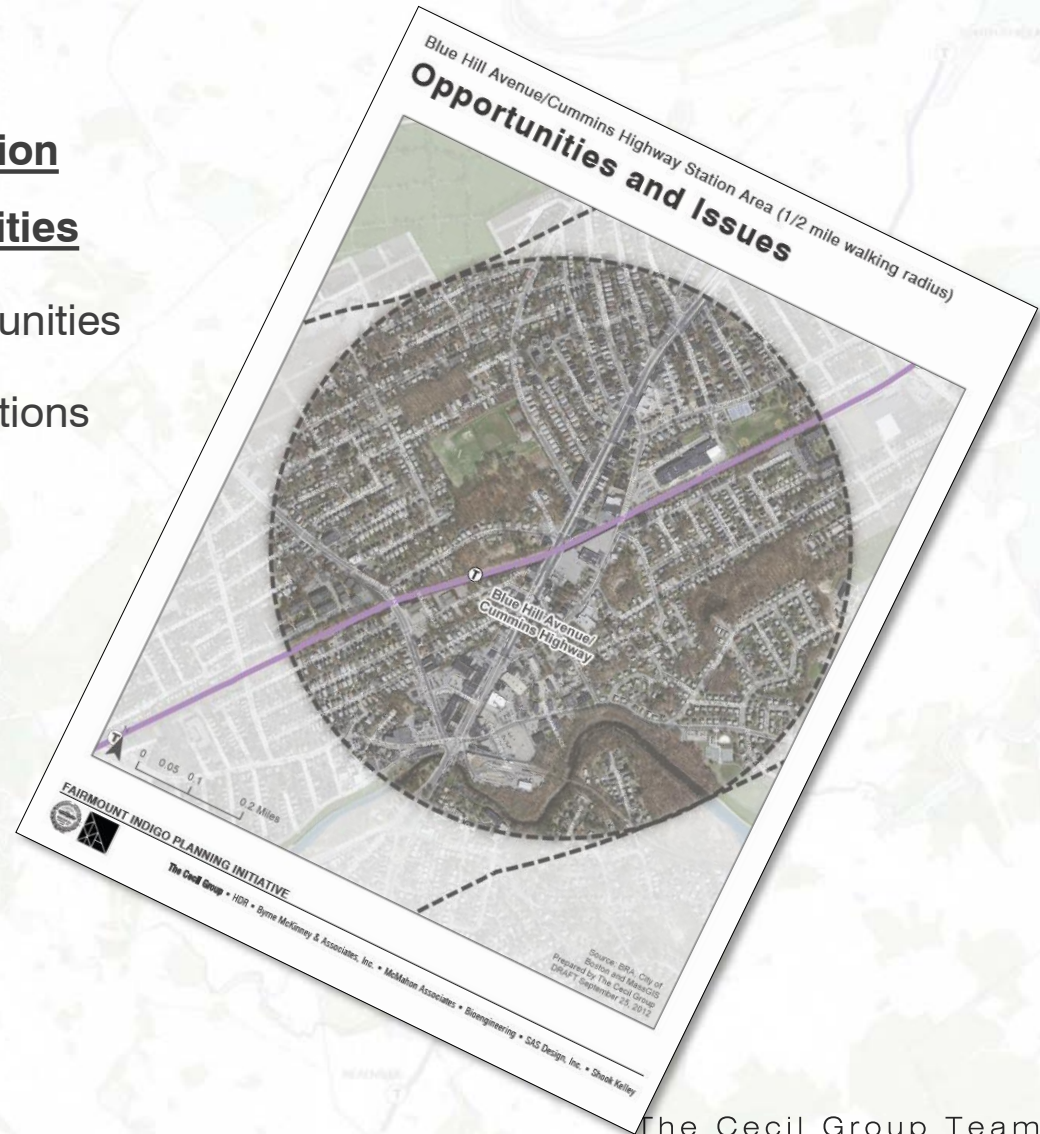 ion
ities
unities
tions
Blue Hill Avenue/Cummins Highway Station Area (1/2 mile walking radius)
Opportunities and Issues
T
Blue Hill Avenue/
Cummins Highway
T
0 0.05 0.1 0.2 Miles
FAIRMOUNT INDIGO PLANNING INITIATIVE
The Cecil Group • HDR • Byrne McKinney & Associates, Inc. • McMahon Associates • Bioengineering • SAS Design, Inc. • Shook Kelley
Source: BRA, City of
Boston and MassGIS
Prepared by The Cecil Group
DRAFT September 25, 2012
The Cecil Group Team